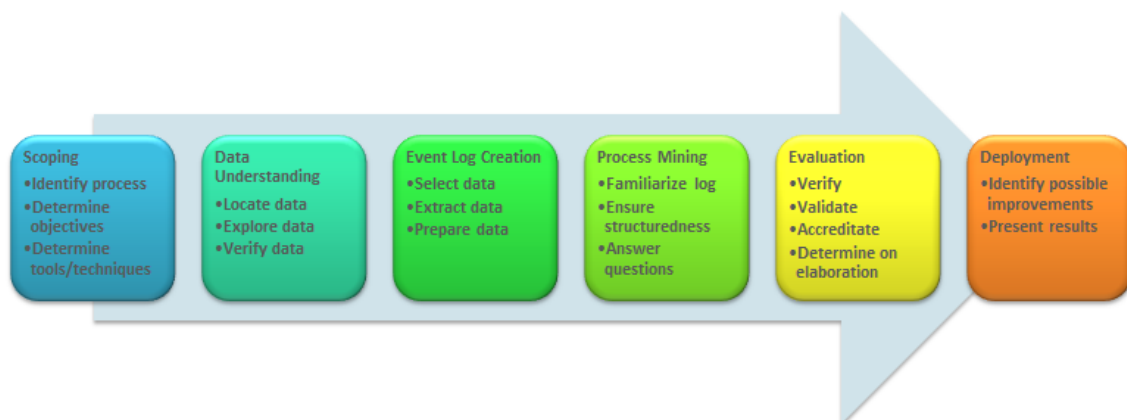 Scoping
•Identify process
•Determine
objectives
•Determine
tools/techniques
Data
Understanding
•Locate data
•Explore data
•Verify data
Event Log Creation
•Select data
•Extract data
•Prepare data
Process Mining
•Familiarize log
•Ensure
structuredness
•Answer
questions
Evaluation
•Verify
•Validate
•Accreditate
•Determine on
elaboration
Deployment
•Identify possible
improvements
•Present results